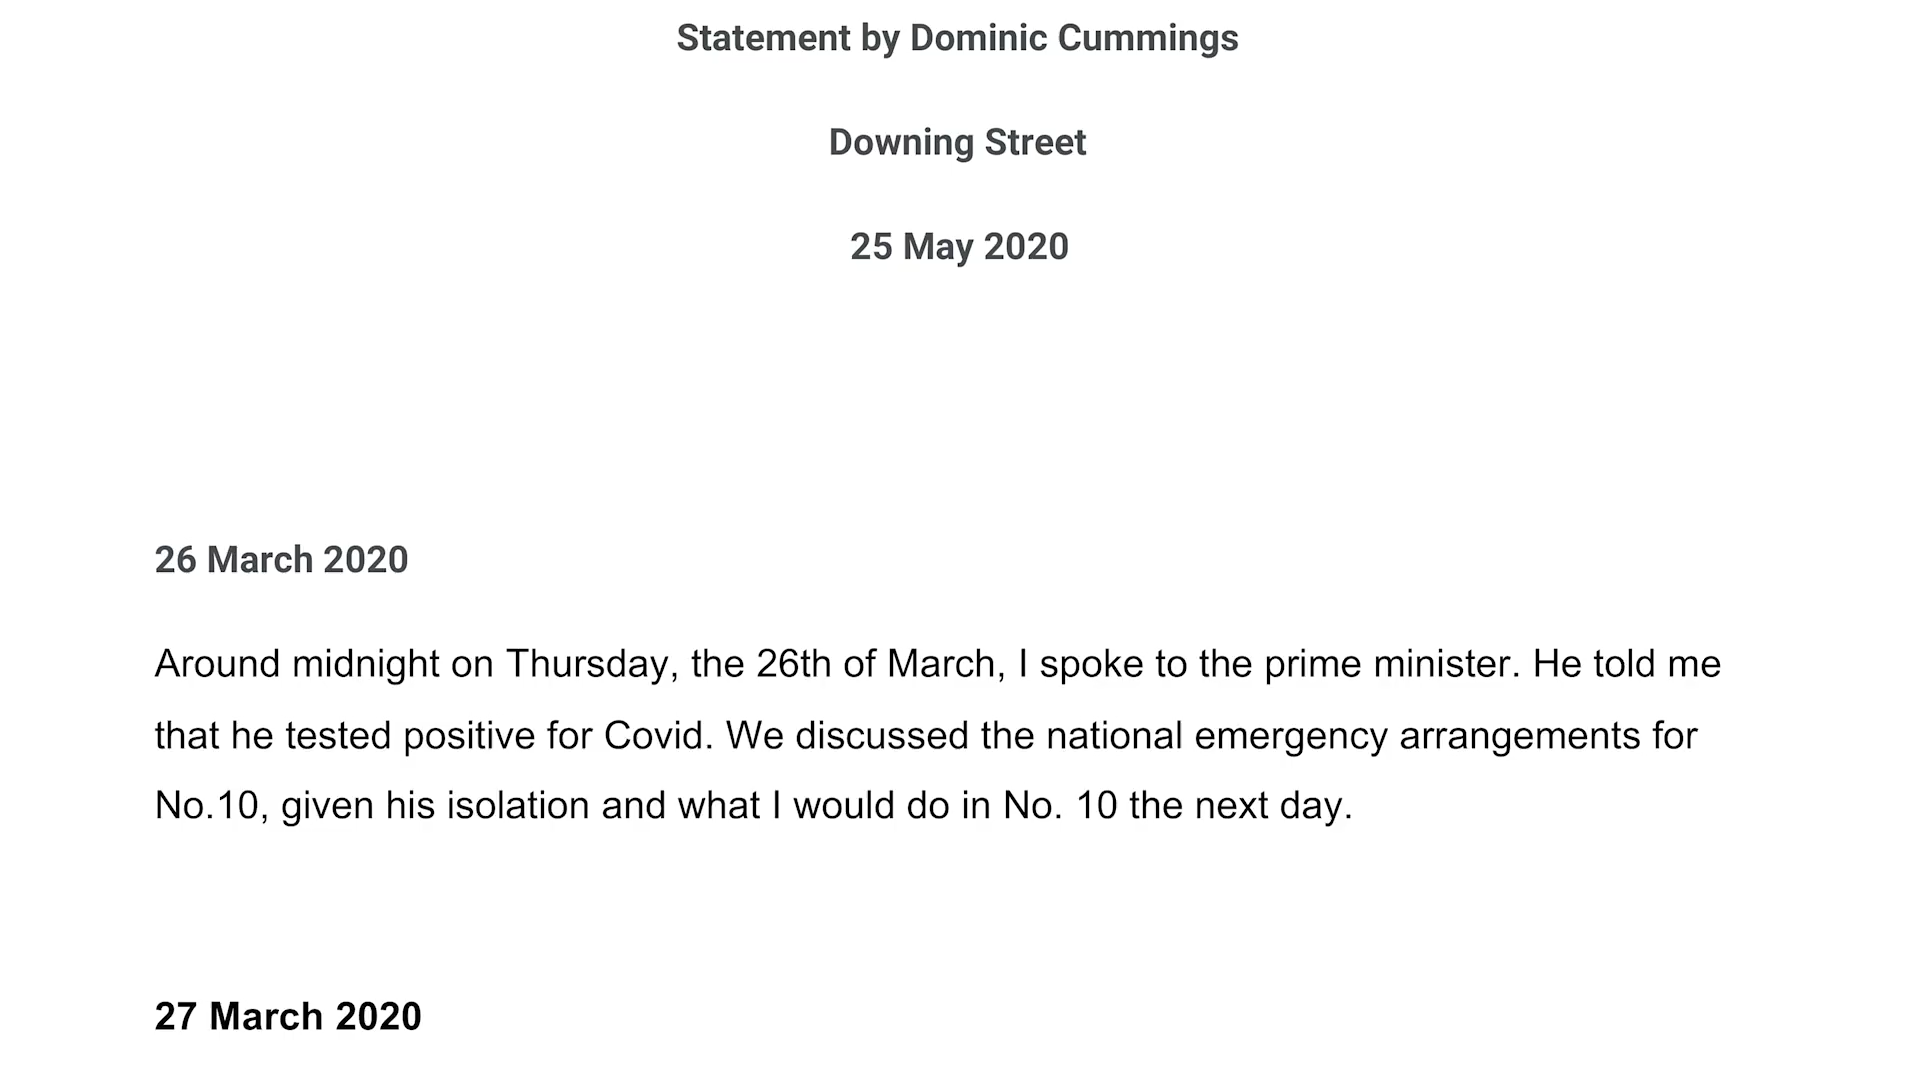 Statement by Dominic Cummings
Downing Street
25 May 2020
26 March 2020
Around midnight on Thursday, the 26th of March, I spoke to the prime minister. He told me
that he tested positive for Covid. We discussed the national emergency arrangements for
No.10, given his isolation and what I would do in No. 10 the next day.
27 March 2020